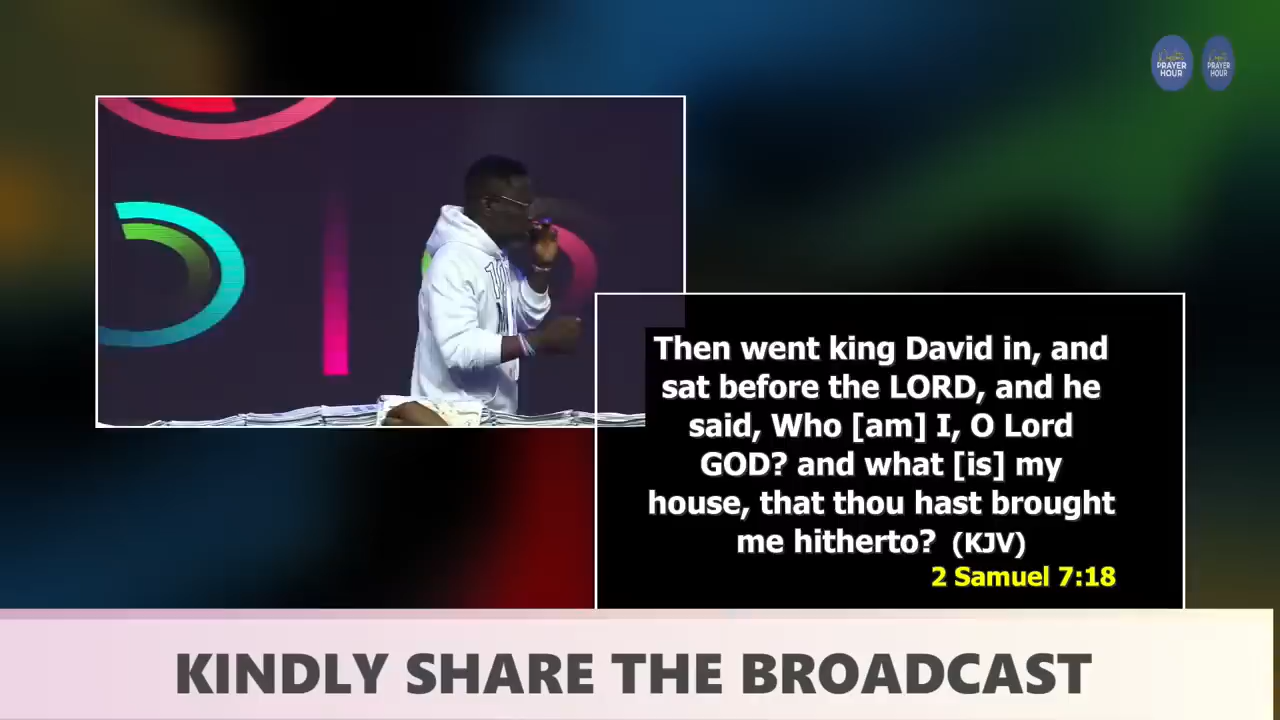 PRAYER
HOUR
PRAYER
HOUR
Then went king David in, and
sat before the LORD, and he
said, Who [am] I, O Lord
GOD? and what [is] my
house, that thou hast brought
me hitherto? (KJV)
2 Samuel 7:18
KINDLY SHARE THE BROADCAST